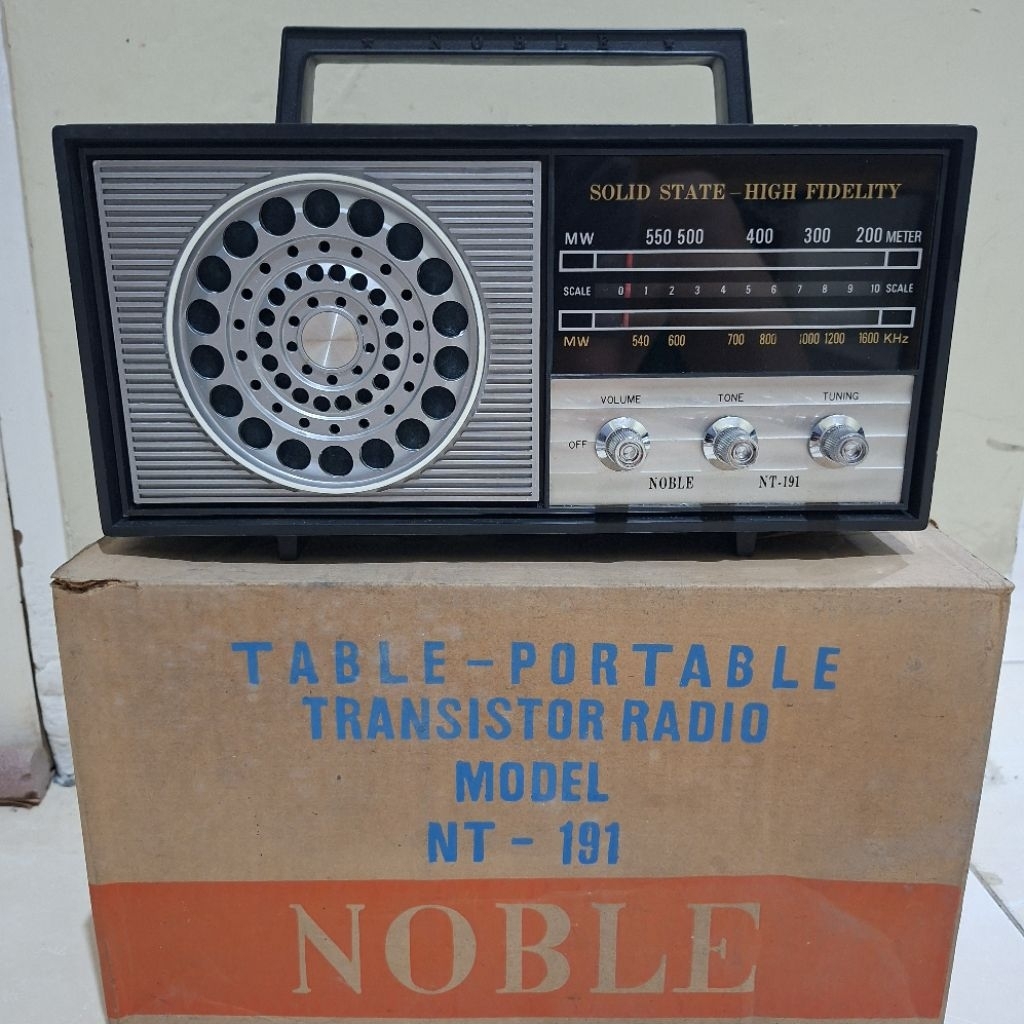 ★ NOBLE ★
SOLID STATE - HIGH FIDELITY
MW 550 500 400 300 200 METER
SCALE 0 1 2 3 4 5 6 7 8 9 10 SCALE
MW 540 600 700 800 1000 1200 1600 KHz
VOLUME TONE TUNING
OFF
NOBLE NT-191
TABLE-PORTABLE
TRANSISTOR RADIO
MODEL
NT-191
NOBLE